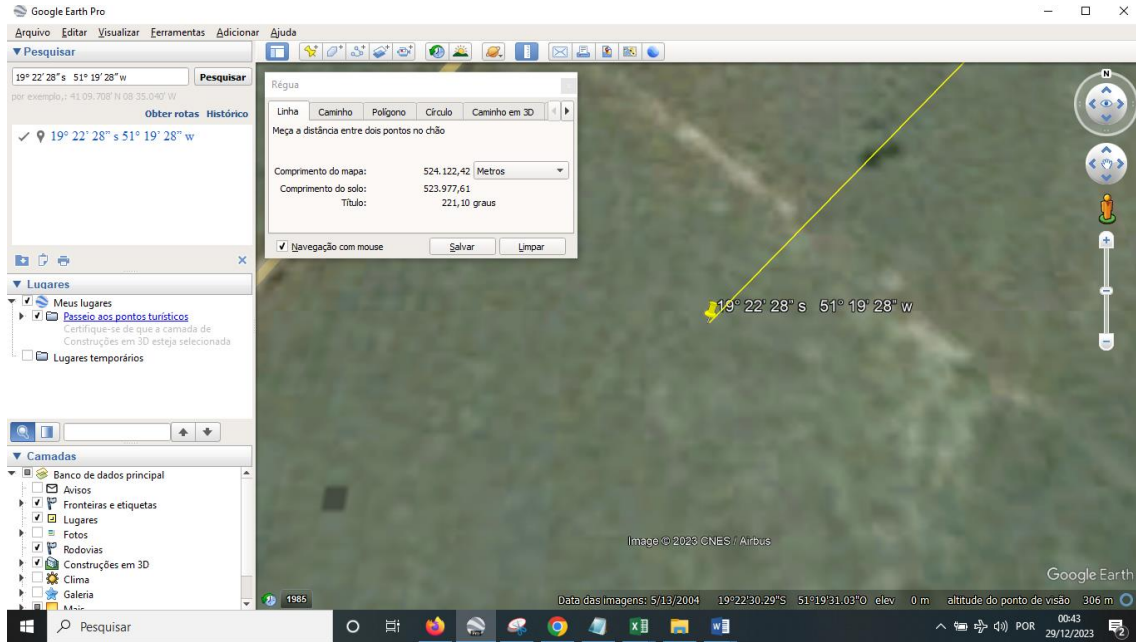 Google Earth Pro
Arquivo Editar Visualizar Ferramentas Adicionar Ajuda
Pesquisar
19º 22' 28" s 51º 19' 28" w
Pesquisar
por exemplo,: 41 09.708' N 08 35.040' W
Obter rotas Histórico
19° 22' 28" s 51° 19' 28" w
Régua
Linha Caminho Polígono Círculo Caminho em 3D
Meça a distância entre dois pontos no chão
Comprimento do mapa: 524.122,42 Metros
Comprimento do solo: 523.977,61
Título: 221,10 graus
Navegação com mouse Salvar Limpar
N
19° 22' 28" s 51° 19' 28" w
Lugares
Meus lugares
Passeio aos pontos turísticos
Certifique-se de que a camada de
Construções em 3D esteja selecionada
Lugares temporários
Camadas
Banco de dados principal
Avisos
Fronteiras e etiquetas
Lugares
Fotos
Rodovias
Construções em 3D
Clima
Galeria
Mais
Image © 2023 CNES / Airbus
Google Earth
1985
Data das imagens: 5/13/2004 19°22'30.29"S 51°19'31.03"O elev 0 m altitude do ponto de visão 306 m
Pesquisar
POR
00:43
29/12/2023
2